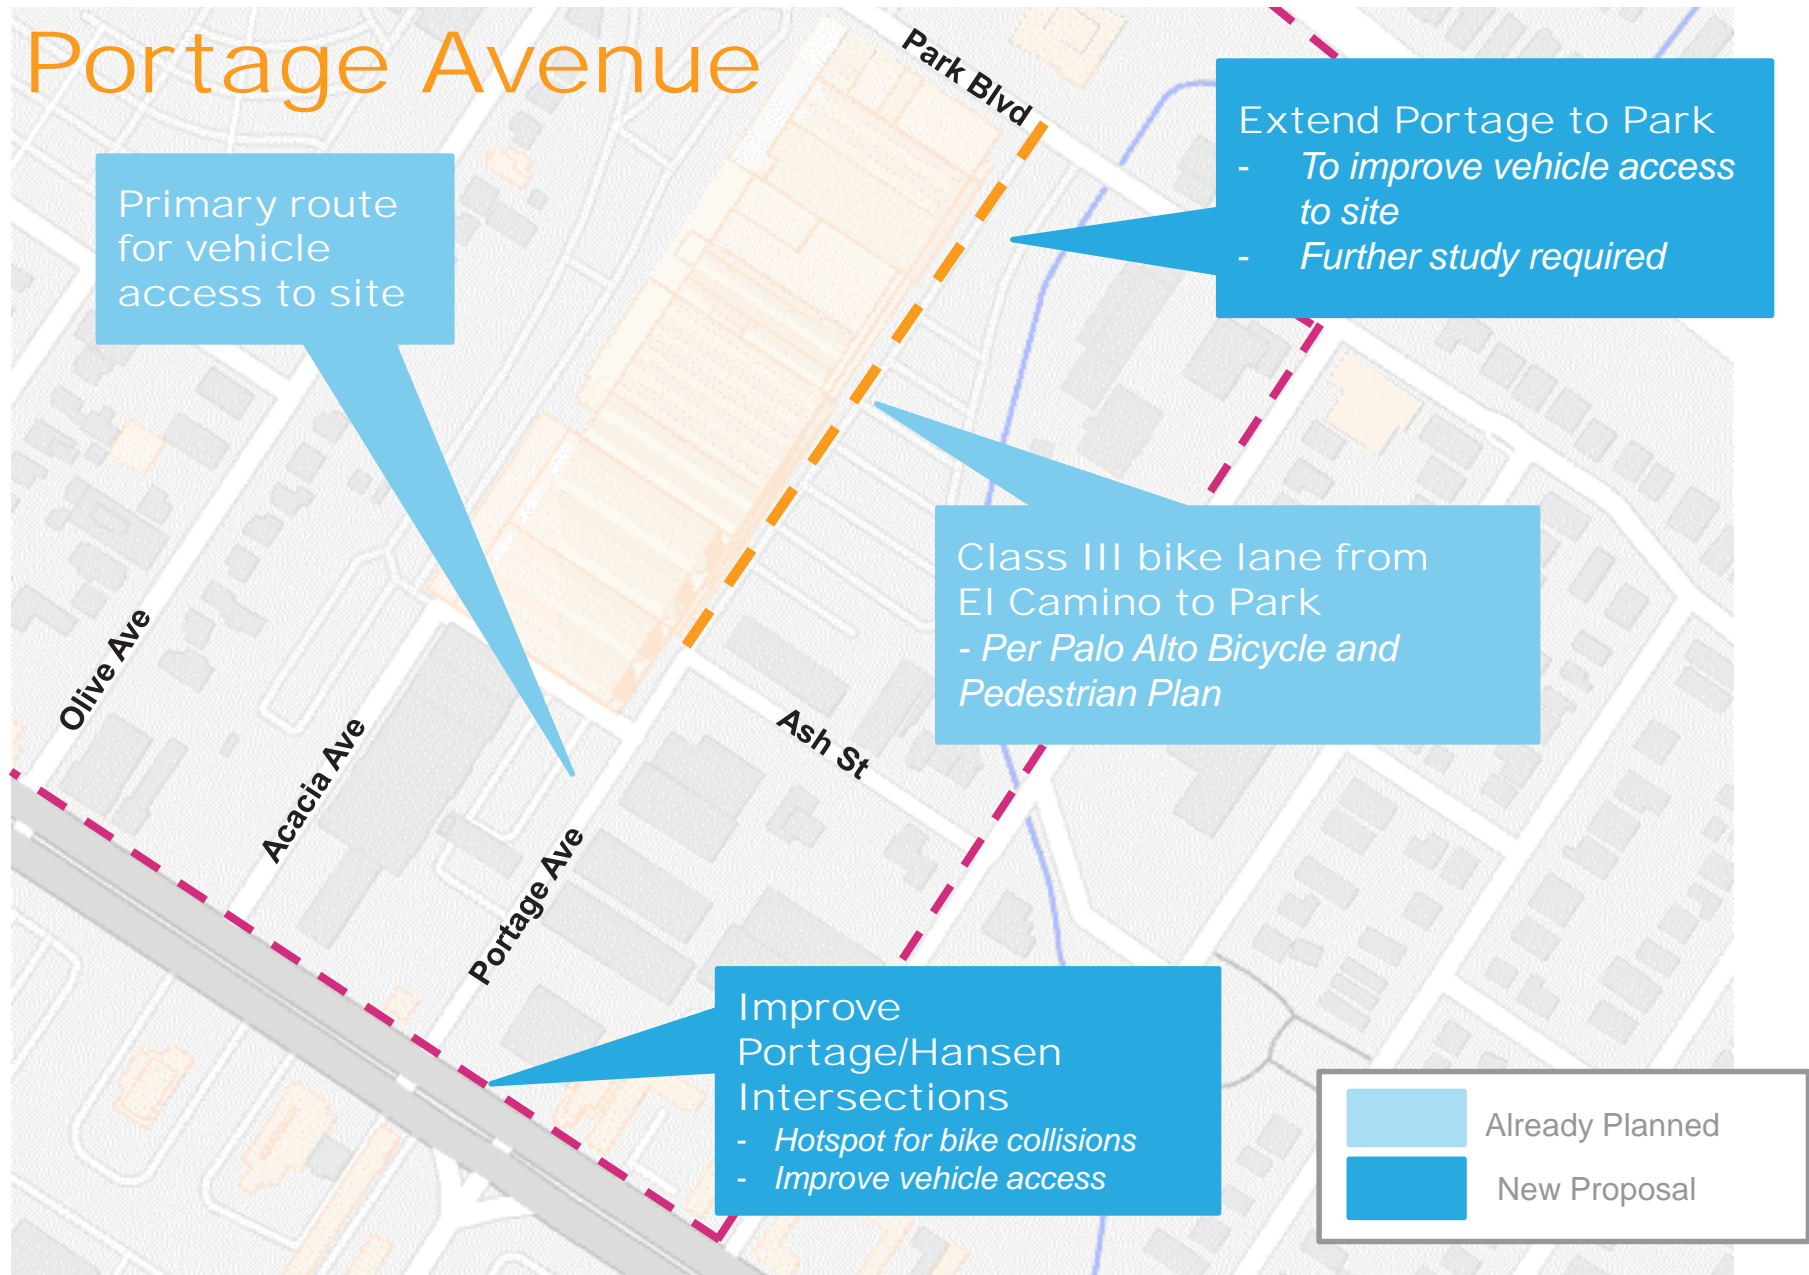 Portage Avenue
Park Blvd
Extend Portage to Park
- To improve vehicle access
to site
- Further study required
Primary route
for vehicle
access to site
Class III bike lane from
El Camino to Park
- Per Palo Alto Bicycle and
Pedestrian Plan
Olive Ave
Acacia Ave
Ash St
Portage Ave
Improve
Portage/Hansen
Intersections
- Hotspot for bike collisions
- Improve vehicle access
Already Planned
New Proposal